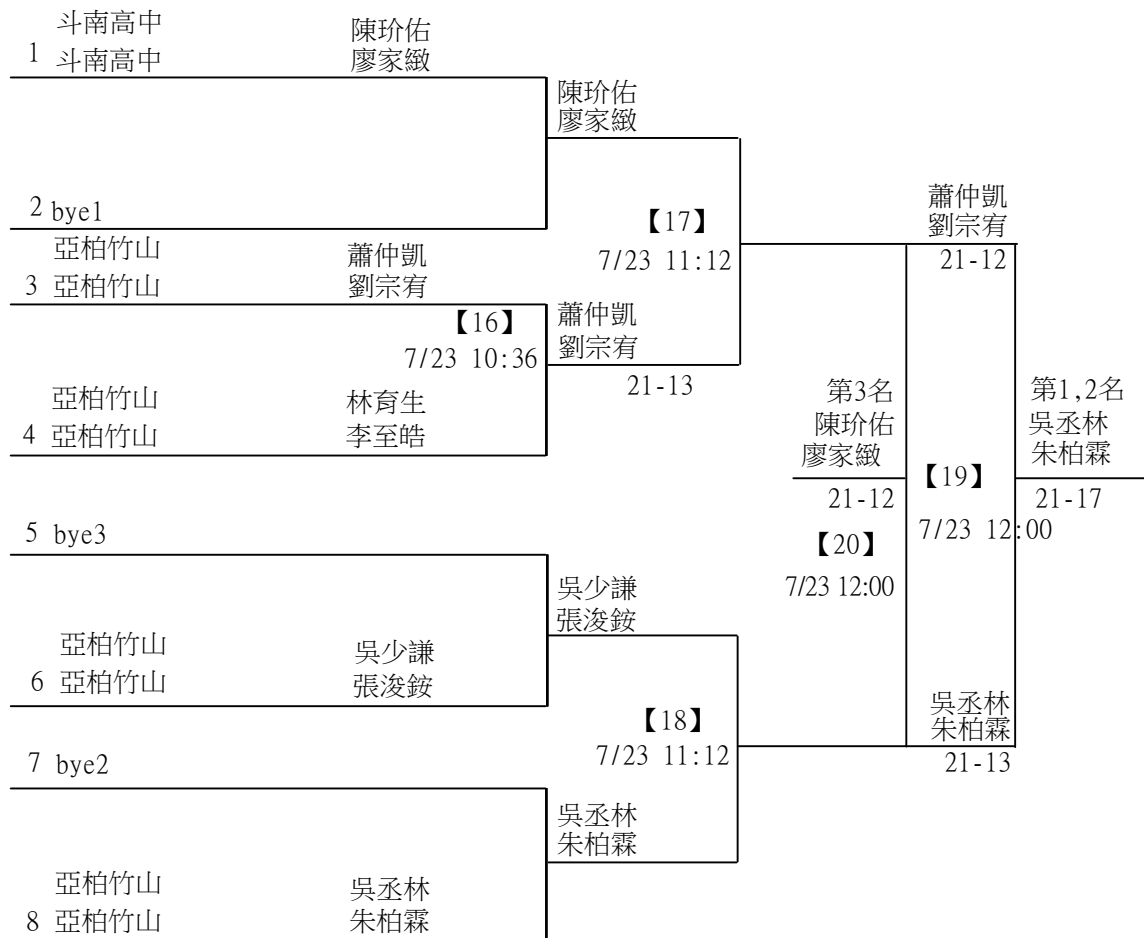 斗南高中 陳玠佑
1 斗南高中 廖家緻
陳玠佑
廖家緻
2 bye1
【17】
7/23 11:12
蕭仲凱
劉宗宥
21-12
亞柏竹山 蕭仲凱
3 亞柏竹山 劉宗宥
【16】
7/23 10:36
蕭仲凱
劉宗宥
21-13
亞柏竹山 林育生
4 亞柏竹山 李至皓
第3名
陳玠佑
廖家緻
21-12
【20】
7/23 12:00
【19】
7/23 12:00
第1,2名
吳丞林
朱柏霖
21-17
5 bye3
吳少謙
張浚銨
亞柏竹山 吳少謙
6 亞柏竹山 張浚銨
【18】
7/23 11:12
吳丞林
朱柏霖
21-13
7 bye2
吳丞林
朱柏霖
亞柏竹山 吳丞林
8 亞柏竹山 朱柏霖